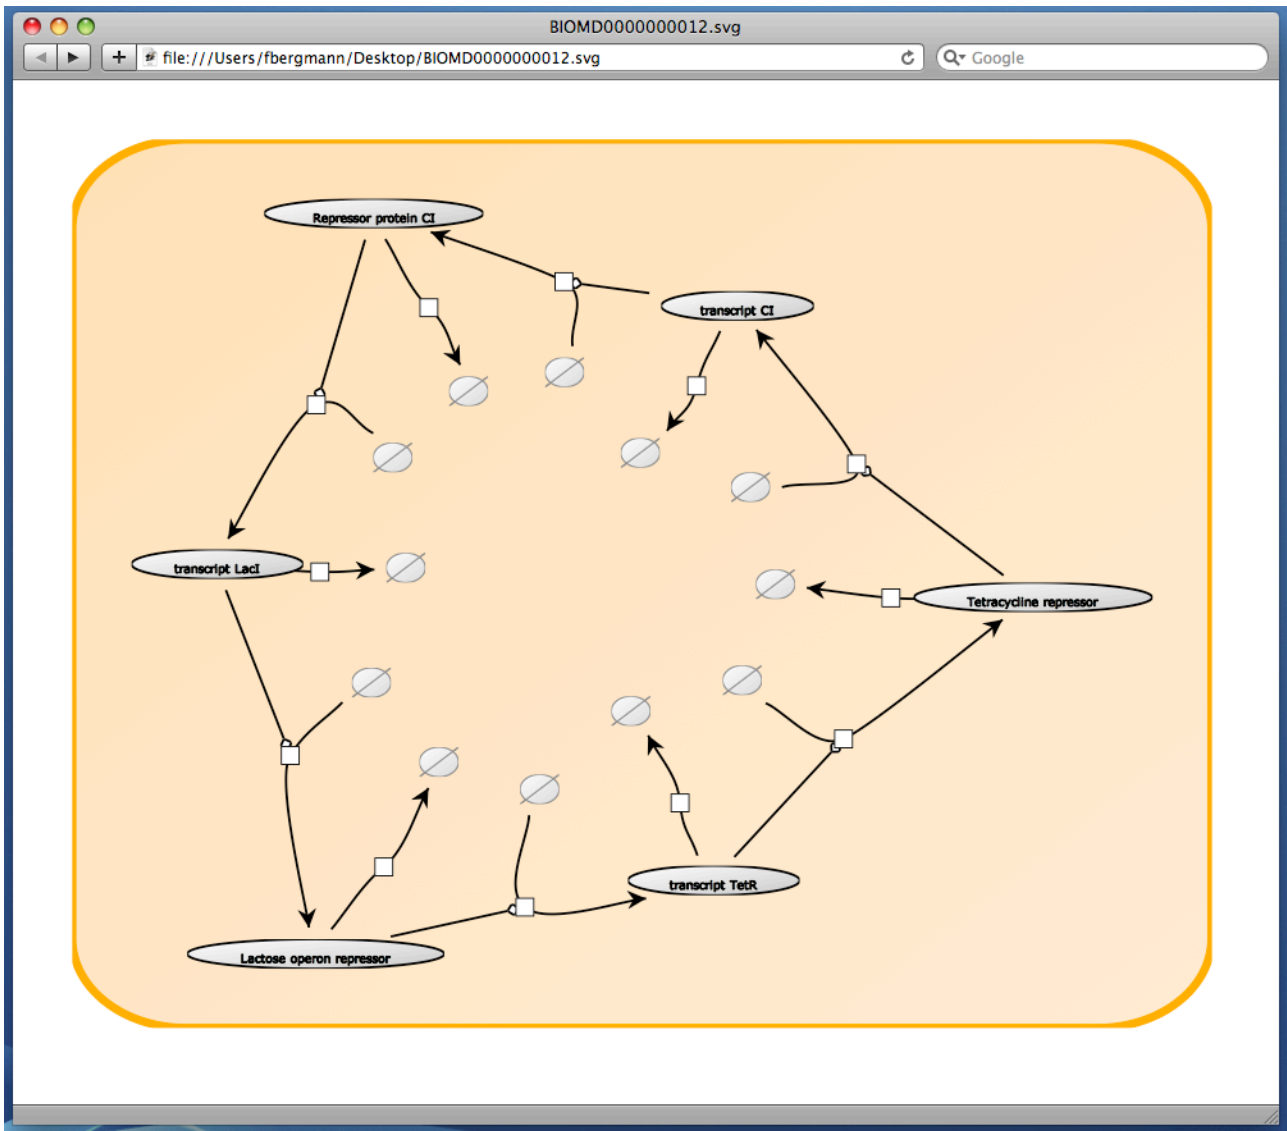 BIOMD0000000012.svg
file:///Users/fbergmann/Desktop/BIOMD0000000012.svg
Google
Repressor protein CI
transcript CI
transcript LacI
Tetracycline repressor
transcript TetR
Lactose operon repressor